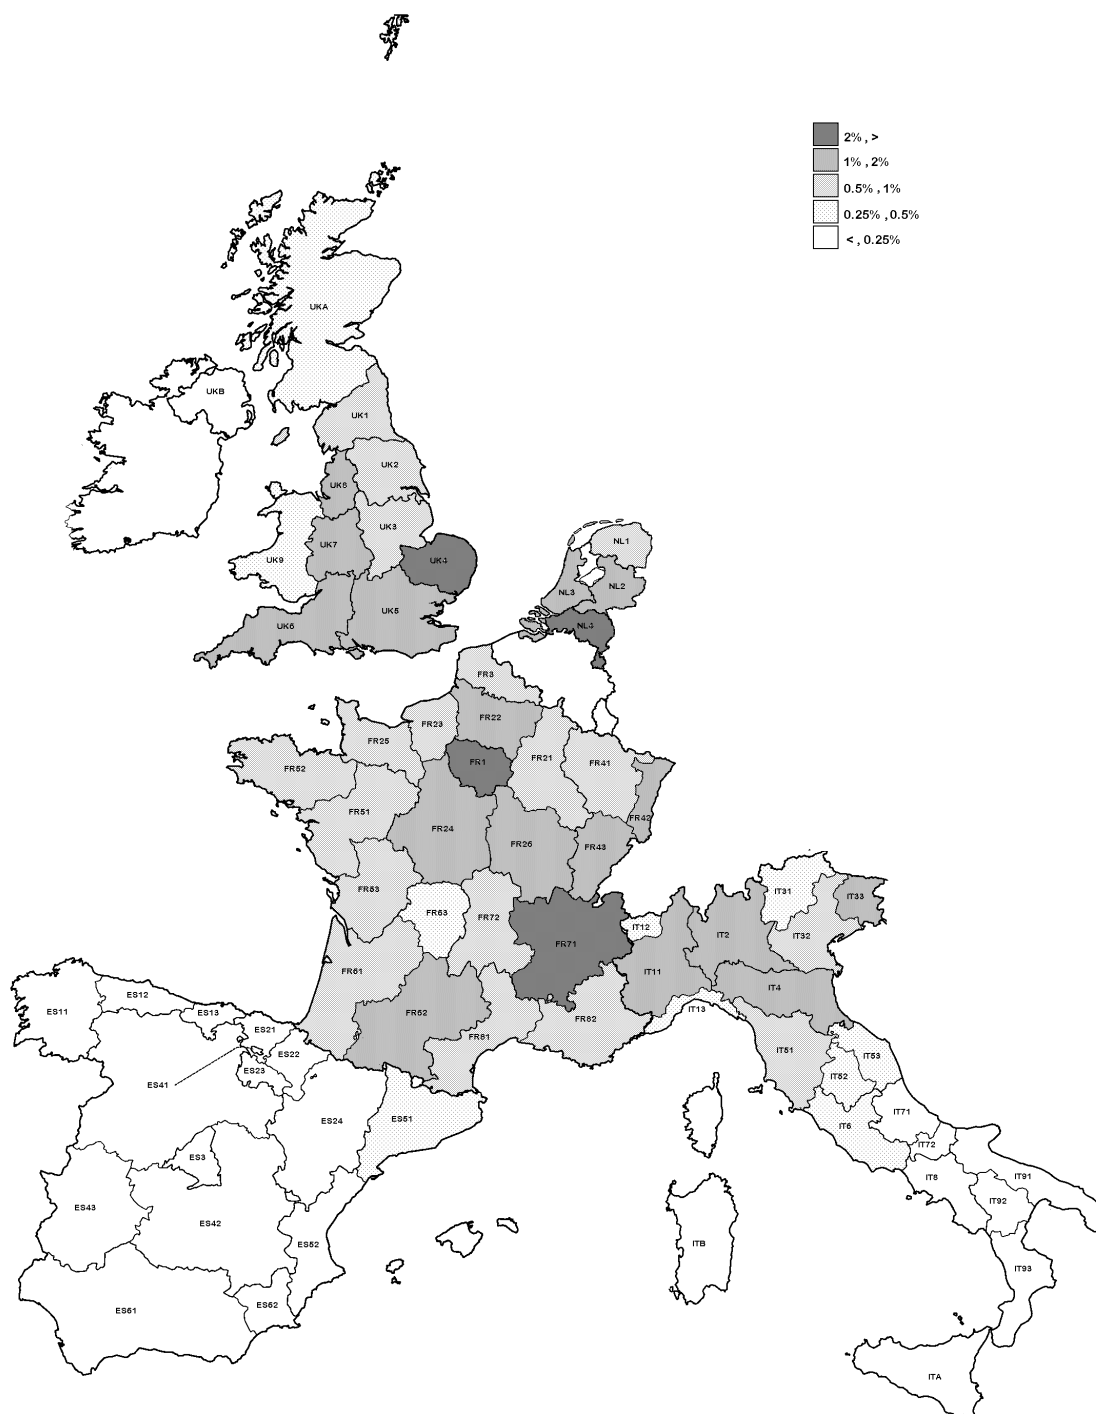 2% , >
1% , 2%
0.5% , 1%
0.25% , 0.5%
< , 0.25%
UKA
UKB
UK1
UK2
UK8
UK3
UK7
UK9
UK4
UK5
UK6
NL1
NL3
NL2
NL4
FR3
FR22
FR23
FR25
FR1
FR21
FR41
FR52
FR51
FR42
FR24
FR26
FR43
FR53
FR63
FR72
FR71
FR61
FR62
FR81
FR82
IT31
IT33
IT12
IT2
IT32
IT11
IT4
IT13
IT51
IT53
IT52
IT71
IT6
IT72
IT8
IT91
IT92
IT93
ITB
ITA
ES12
ES11
ES13
ES21
ES22
ES23
ES41
ES24
ES51
ES3
ES43
ES42
ES52
ES61
ES62